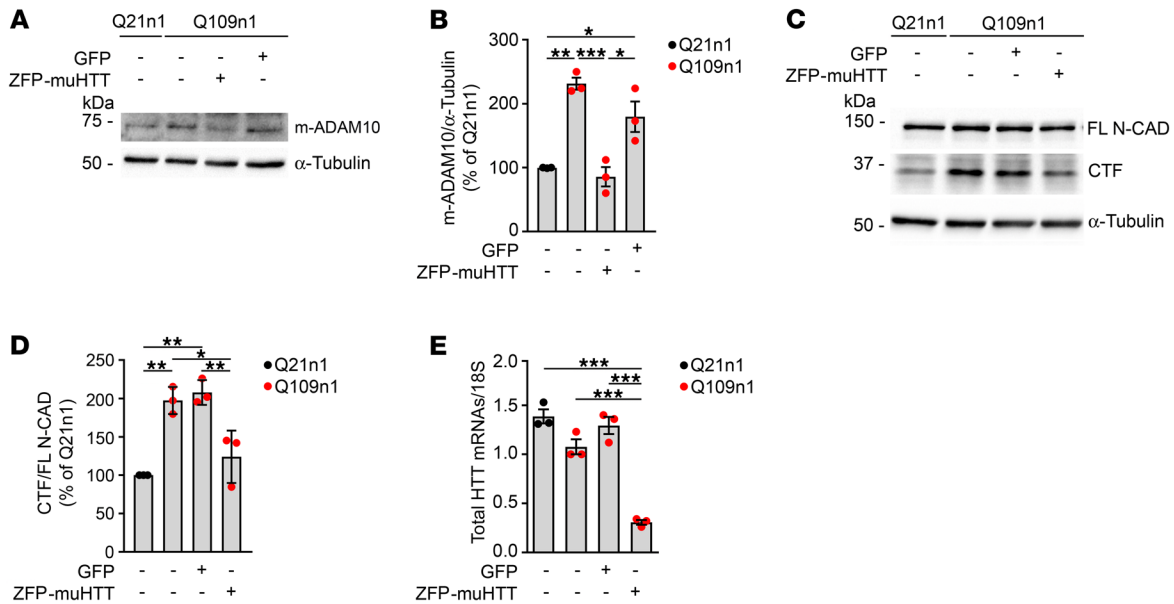 A
Q21n1 Q109n1
GFP - - - +
ZFP-muHTT - - + -
kDa
75 - m-ADAM10
50 - α-Tubulin
B
m-ADAM10/α-Tubulin
(% of Q21n1)
300
200
100
0
*
** *** *
Q21n1
Q109n1
GFP - - - +
ZFP-muHTT - - + -
C
Q21n1 Q109n1
GFP - - + -
ZFP-muHTT - - - +
kDa
150 - FL N-CAD
37 - CTF
50 - α-Tubulin
D
CTF/FL N-CAD
(% of Q21n1)
250
200
150
100
50
0
**
*
** **
Q21n1
Q109n1
GFP - - + -
ZFP-muHTT - - - +
E
Total HTT mRNAs/18S
2.0
1.5
1.0
0.5
0.0
***
***
***
Q21n1
Q109n1
GFP - - + -
ZFP-muHTT - - - +